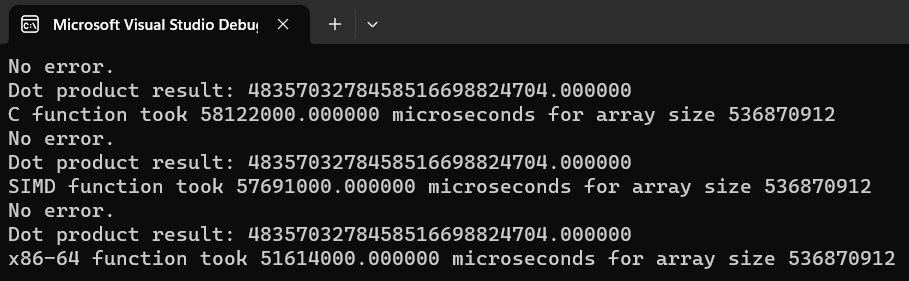 Microsoft Visual Studio Debug
No error.
Dot product result: 4835703278458516698824704.000000
C function took 58122000.000000 microseconds for array size 536870912
No error.
Dot product result: 4835703278458516698824704.000000
SIMD function took 57691000.000000 microseconds for array size 536870912
No error.
Dot product result: 4835703278458516698824704.000000
x86-64 function took 51614000.000000 microseconds for array size 536870912